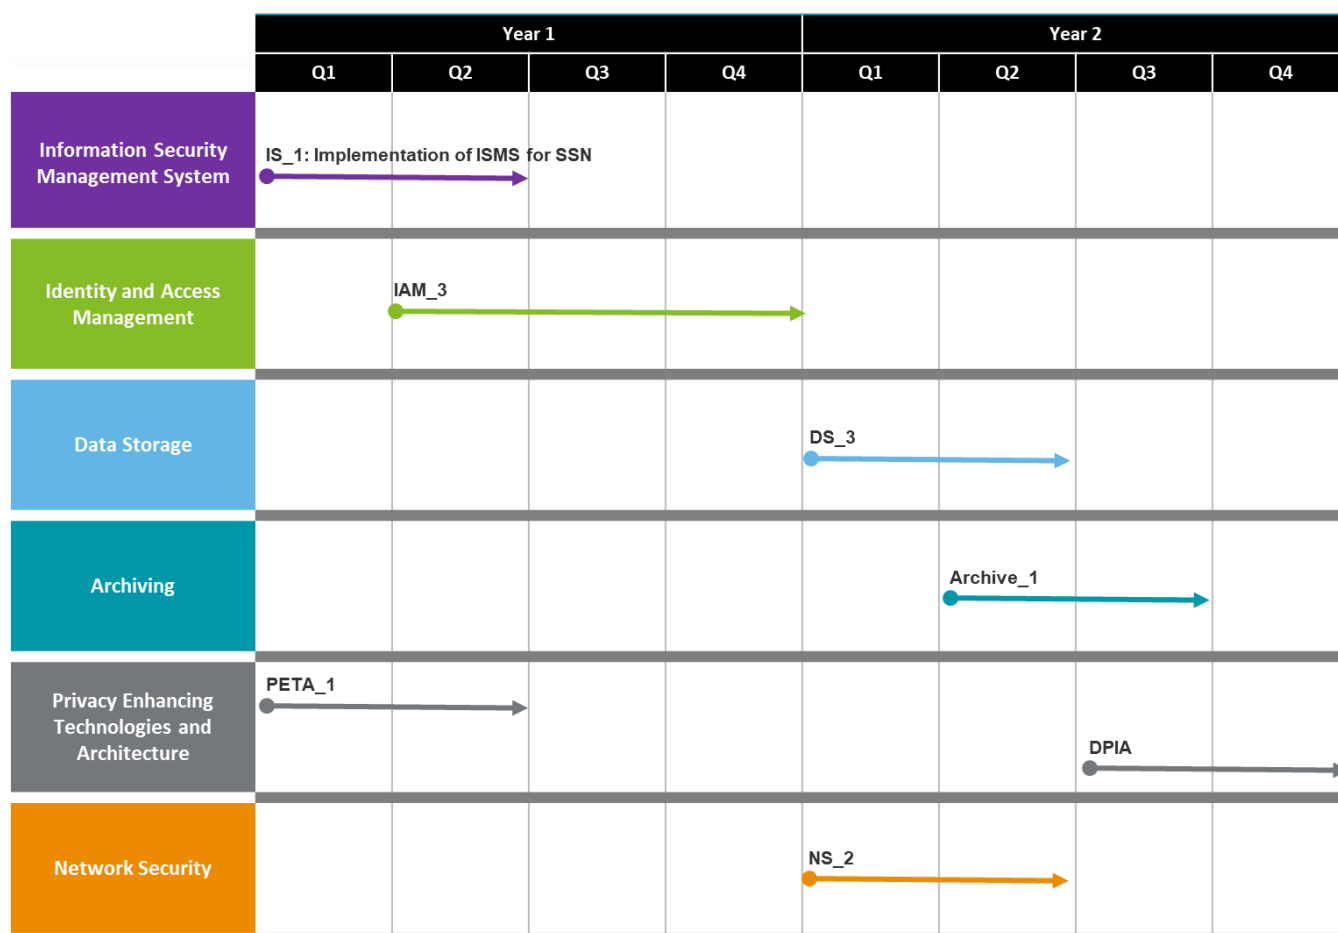 Year 1
Year 2
Q1
Q2
Q3
Q4
Q1
Q2
Q3
Q4
Information Security
Management System
IS_1: Implementation of ISMS for SSN
Identity and Access
Management
IAM_3
Data Storage
DS_3
Archiving
Archive_1
Privacy Enhancing
Technologies and
Architecture
PETA_1
DPIA
Network Security
NS_2